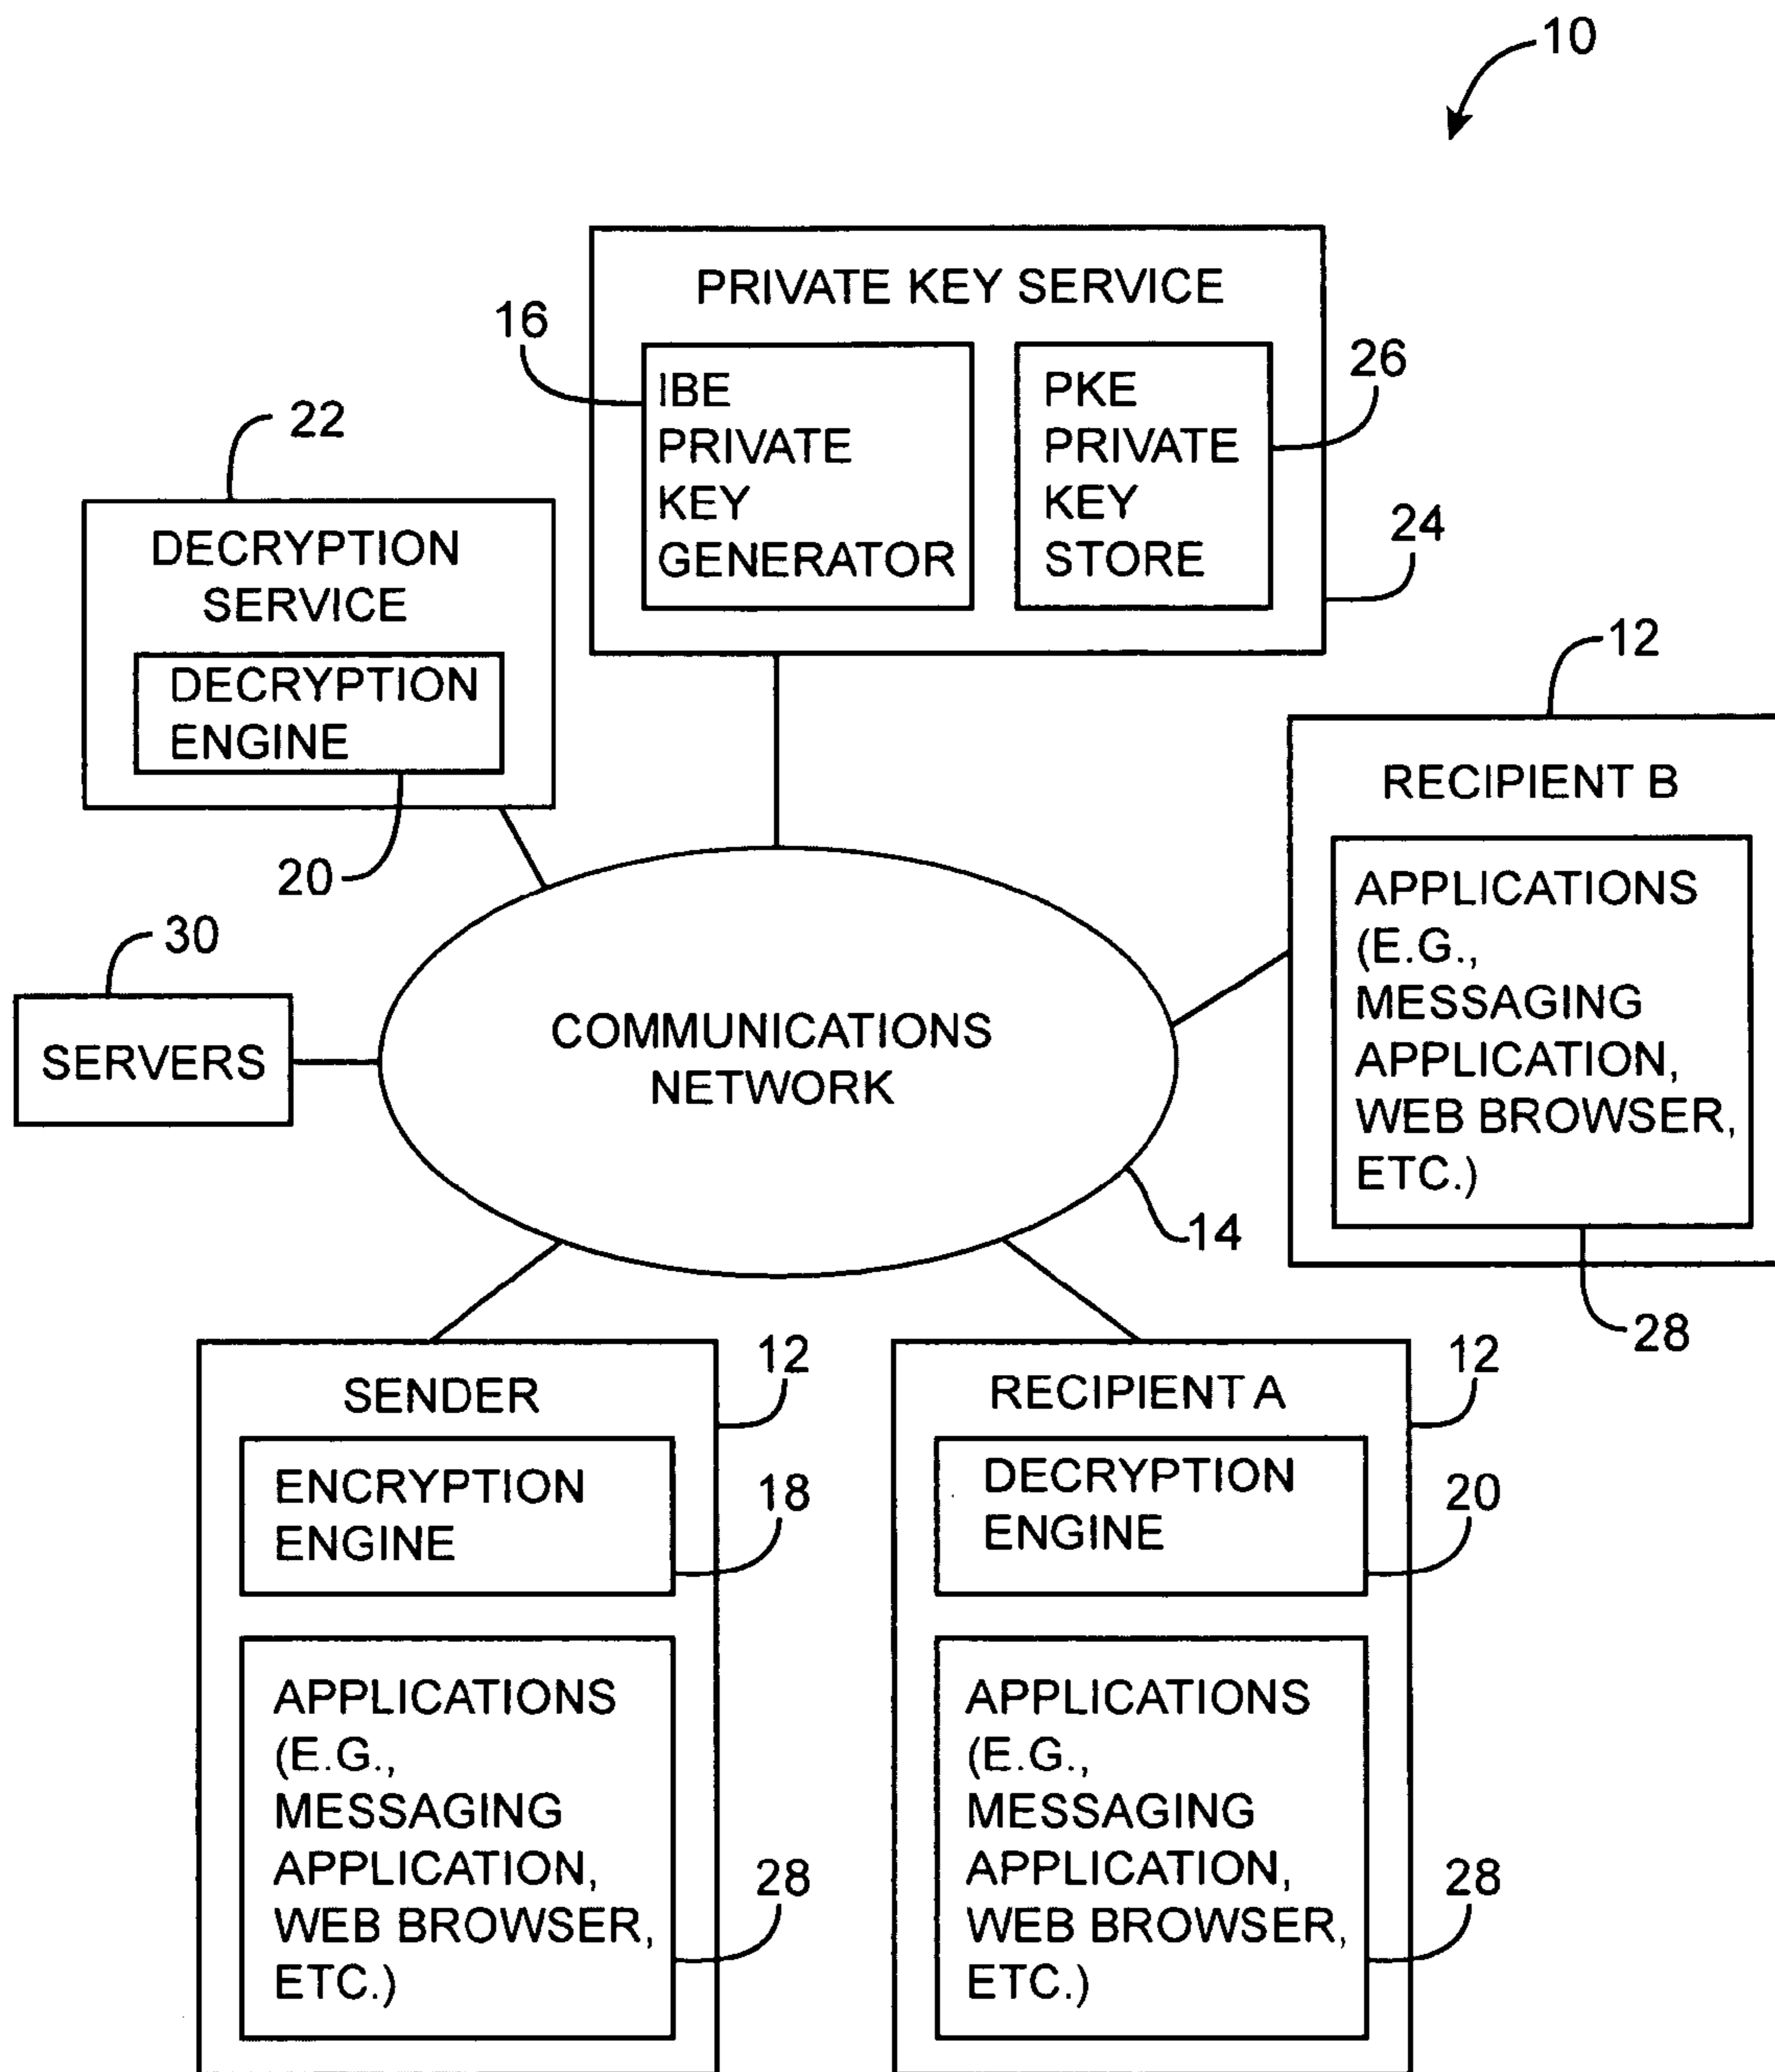 10
PRIVATE KEY SERVICE
16
IBE
PRIVATE
KEY
GENERATOR
PKE
PRIVATE
KEY
STORE
26
24
22
DECRYPTION
SERVICE
DECRYPTION
ENGINE
20
12
RECIPIENT B
APPLICATIONS
(E.G.,
MESSAGING
APPLICATION,
WEB BROWSER,
ETC.)
28
30
SERVERS
COMMUNICATIONS
NETWORK
14
12
SENDER
ENCRYPTION
ENGINE
18
APPLICATIONS
(E.G.,
MESSAGING
APPLICATION,
WEB BROWSER,
ETC.)
28
12
RECIPIENT A
DECRYPTION
ENGINE
20
APPLICATIONS
(E.G.,
MESSAGING
APPLICATION,
WEB BROWSER,
ETC.)
28